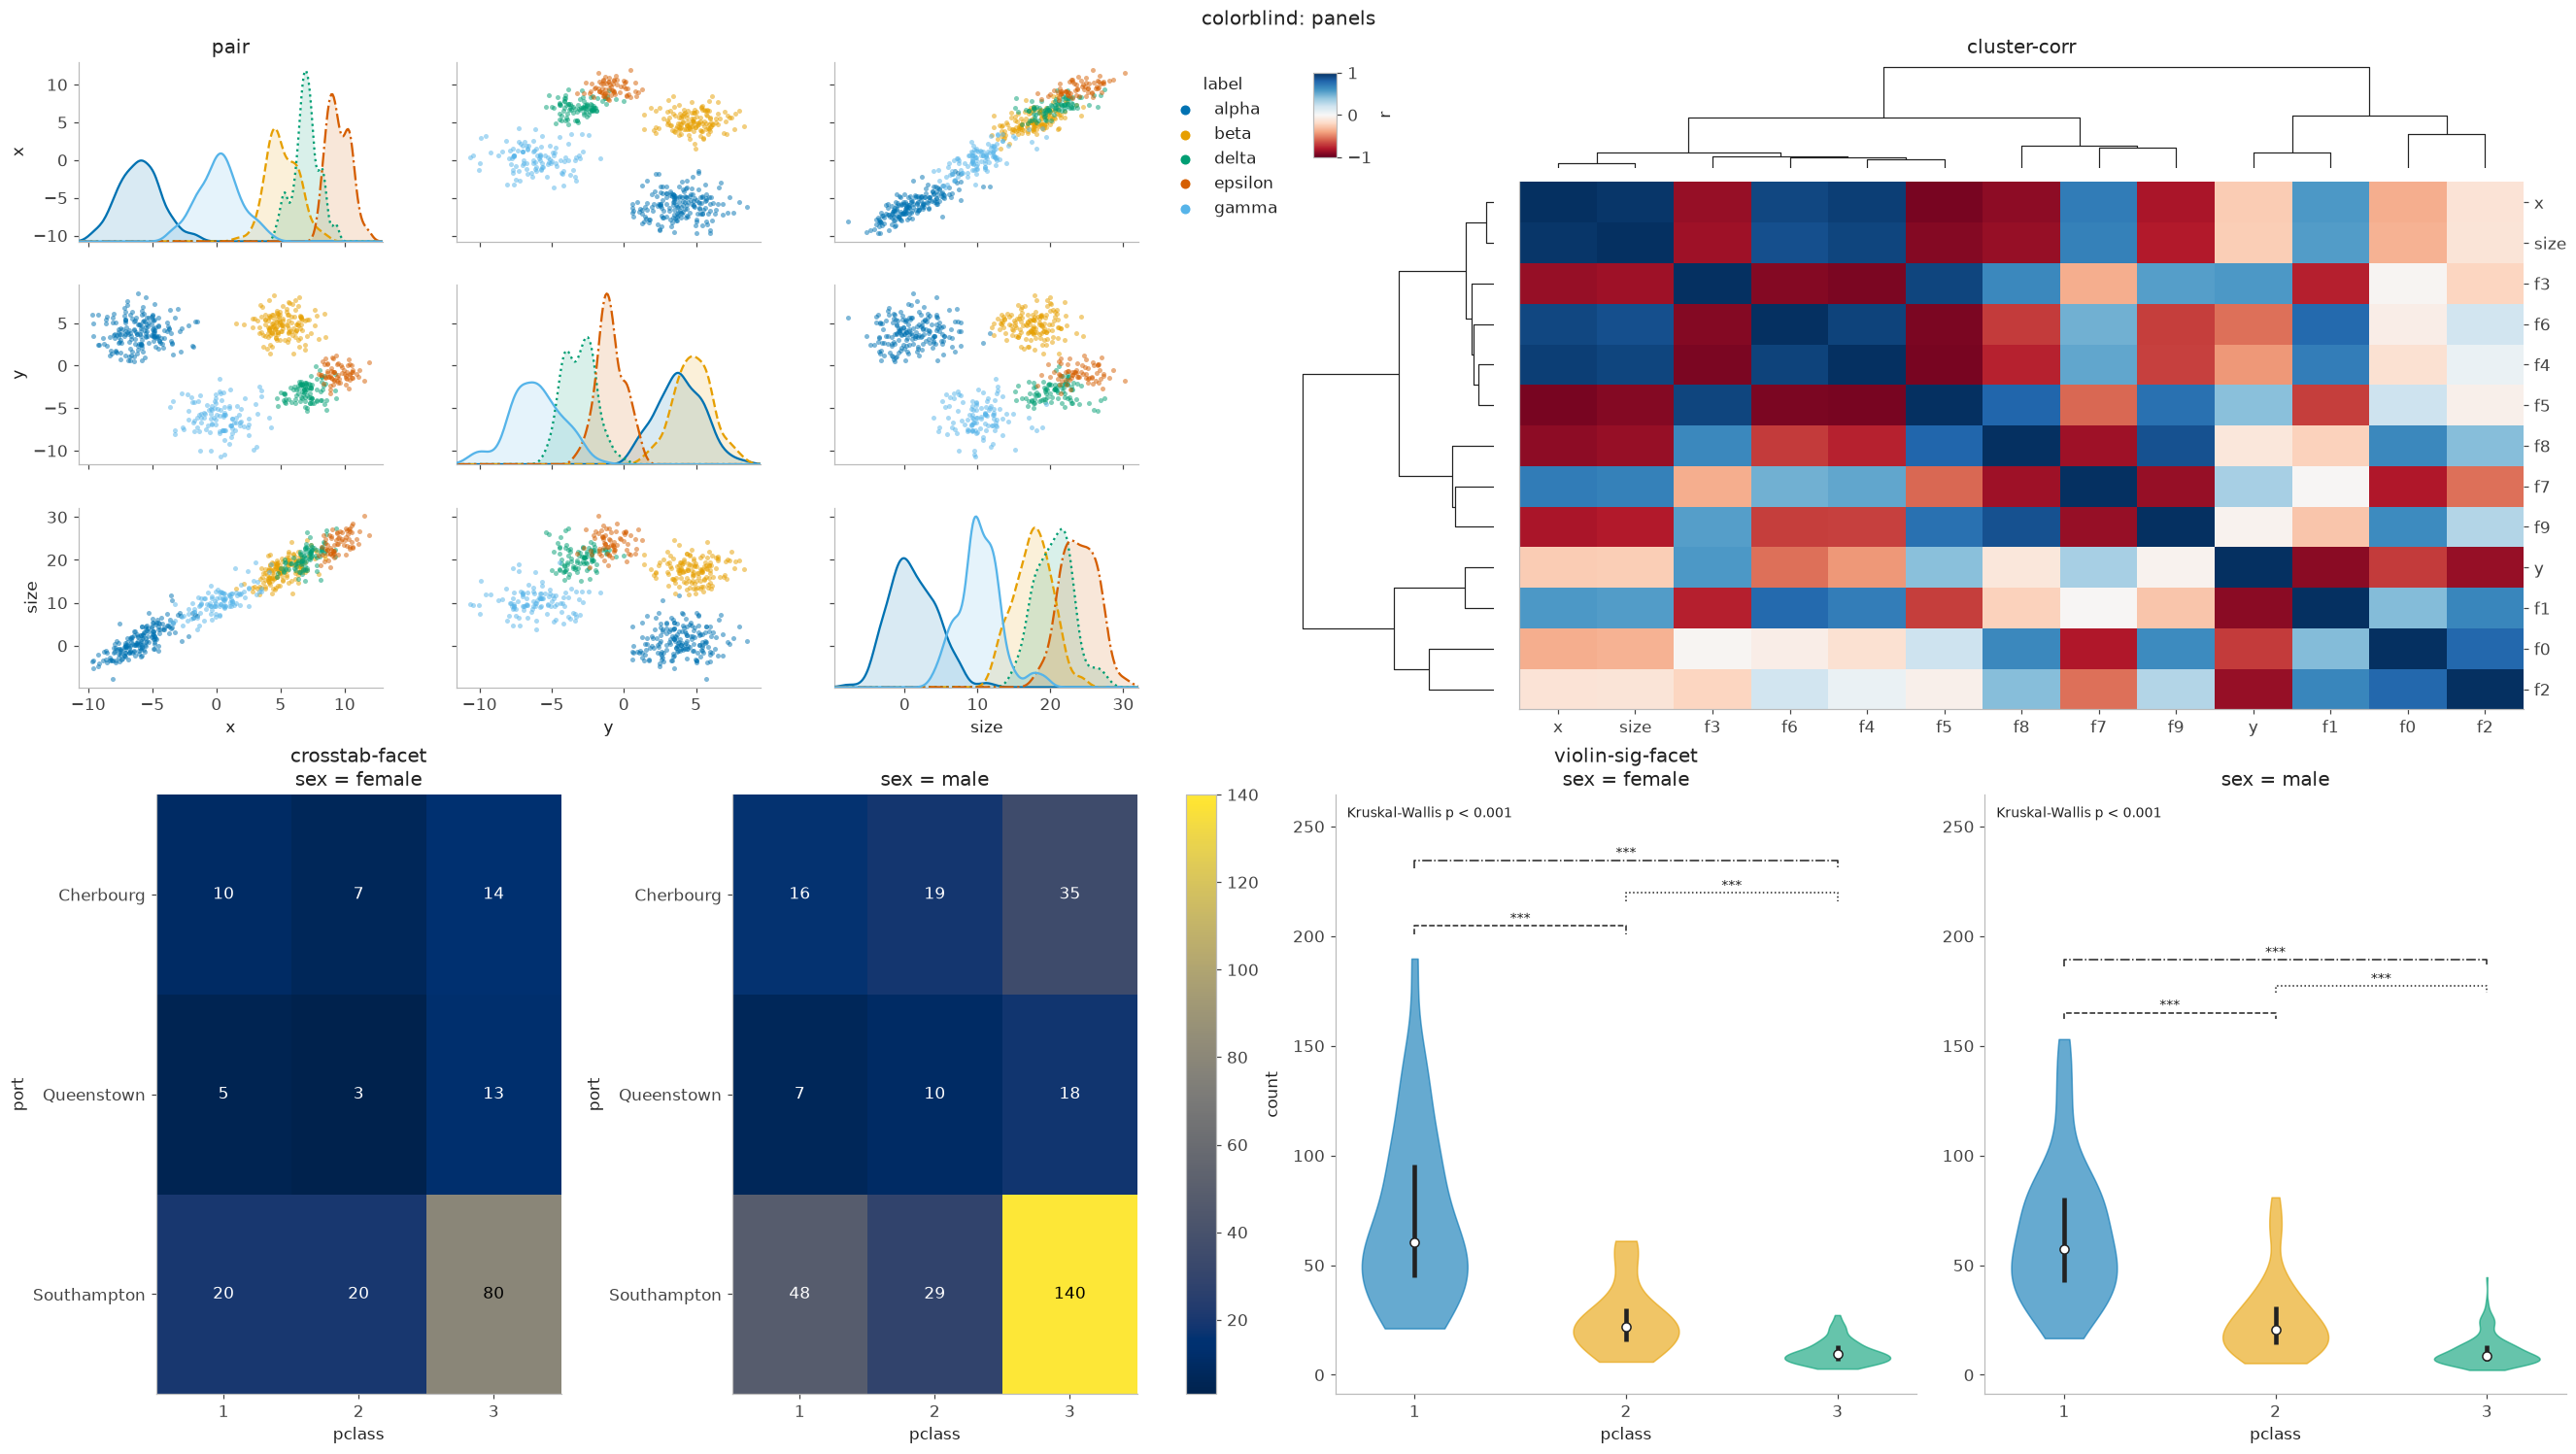 colorblind: panels
pair
x
10
5
0
−5
−10
y
5
0
−5
−10
size
30
20
10
0
−10
−5
0
5
10
x
−10
−5
0
5
y
0
10
20
30
size
label
alpha
beta
delta
epsilon
gamma
1
0
−1
r
cluster-corr
x
size
f3
f6
f4
f5
f8
f7
f9
y
f1
f0
f2
x size f3 f6 f4 f5 f8 f7 f9 y f1 f0 f2
crosstab-facet
sex = female
port
Cherbourg 10 7 14
Queenstown 5 3 13
Southampton 20 20 80
1 2 3
pclass
sex = male
port
Cherbourg 16 19 35
Queenstown 7 10 18
Southampton 48 29 140
1 2 3
pclass
140
120
100
80
60
40
20
violin-sig-facet
sex = female
Kruskal-Wallis p < 0.001
***
***
***
count
250
200
150
100
50
0
1 2 3
pclass
sex = male
Kruskal-Wallis p < 0.001
***
***
***
250
200
150
100
50
0
1 2 3
pclass